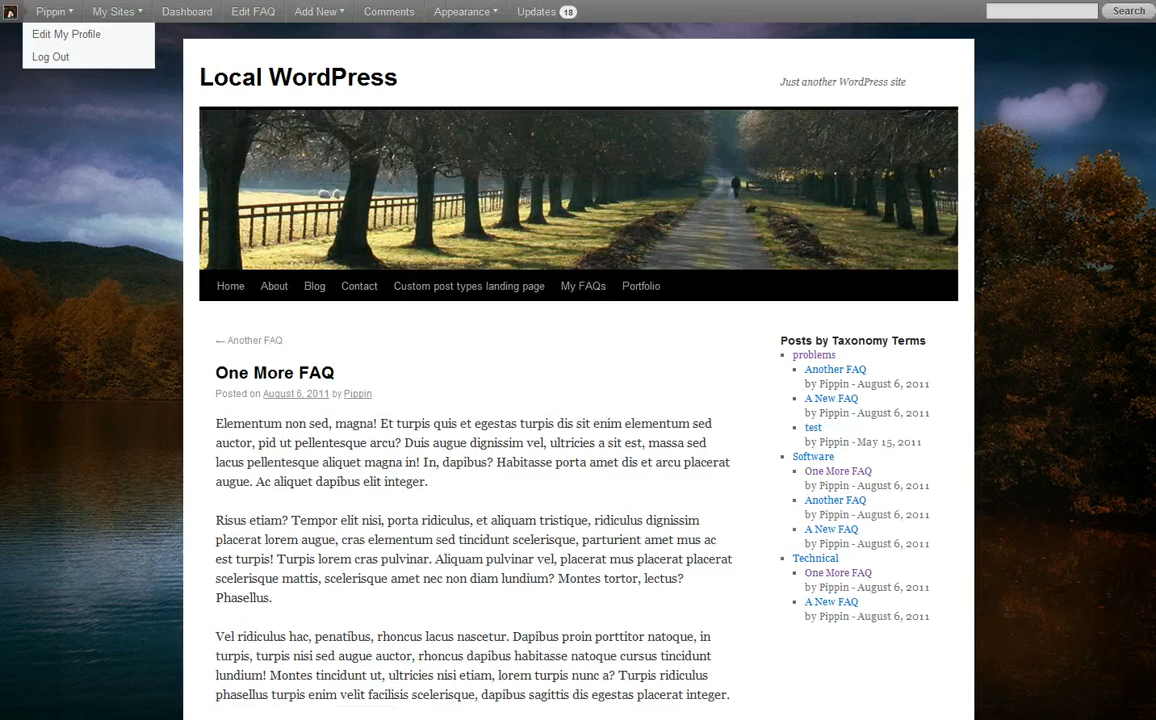 Pippin My Sites Dashboard Edit FAQ Add New Comments Appearance Updates 18 Search
Edit My Profile
Log Out
Local WordPress
Just another WordPress site
Home About Blog Contact Custom post types landing page My FAQs Portfolio
← Another FAQ
One More FAQ
Posted on August 6, 2011 by Pippin
Elementum non sed, magna! Et turpis quis et egestas turpis dis sit enim elementum sed
auctor, pid ut pellentesque arcu? Duis augue dignissim vel, ultricies a sit est, massa sed
lacus pellentesque aliquet magna in! In, dapibus? Habitasse porta amet dis et arcu placerat
augue. Ac aliquet dapibus elit integer.
Risus etiam? Tempor elit nisi, porta ridiculus, et aliquam tristique, ridiculus dignissim
placerat lorem augue, cras elementum sed tincidunt scelerisque, parturient amet mus ac
est turpis! Turpis lorem cras pulvinar. Aliquam pulvinar vel, placerat mus placerat placerat
scelerisque mattis, scelerisque amet nec non diam lundium? Montes tortor, lectus?
Phasellus.
Vel ridiculus hac, penatibus, rhoncus lacus nascetur. Dapibus proin porttitor natoque, in
turpis, turpis nisi sed augue auctor, rhoncus dapibus habitasse natoque cursus tincidunt
lundium! Montes tincidunt ut, ultricies nisi etiam, lorem turpis nunc a? Turpis ridiculus
phasellus turpis enim velit facilisis scelerisque, dapibus sagittis dis egestas placerat integer.
Posts by Taxonomy Terms
problems
Another FAQ
by Pippin - August 6, 2011
A New FAQ
by Pippin - August 6, 2011
test
by Pippin - May 15, 2011
Software
One More FAQ
by Pippin - August 6, 2011
Another FAQ
by Pippin - August 6, 2011
A New FAQ
by Pippin - August 6, 2011
Technical
One More FAQ
by Pippin - August 6, 2011
A New FAQ
by Pippin - August 6, 2011